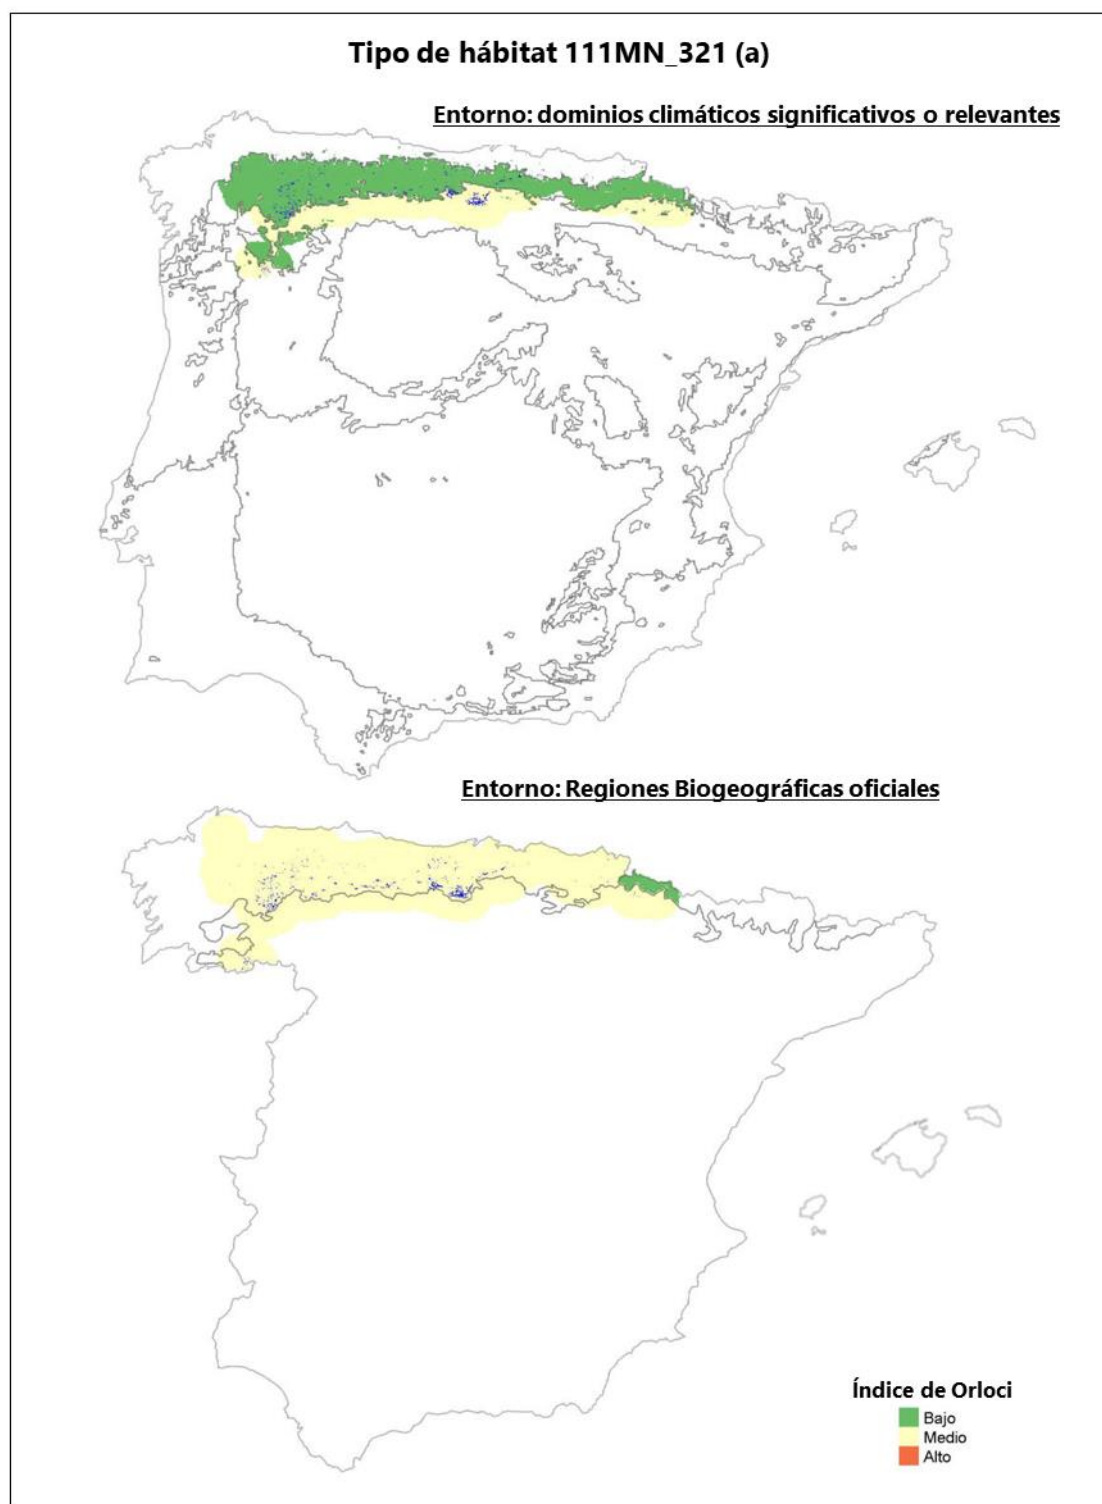 Tipo de hábitat 111MN_321 (a)
Entorno: dominios climáticos significativos o relevantes
Entorno: Regiones Biogeográficas oficiales
Índice de Orloci
Bajo
Medio
Alto